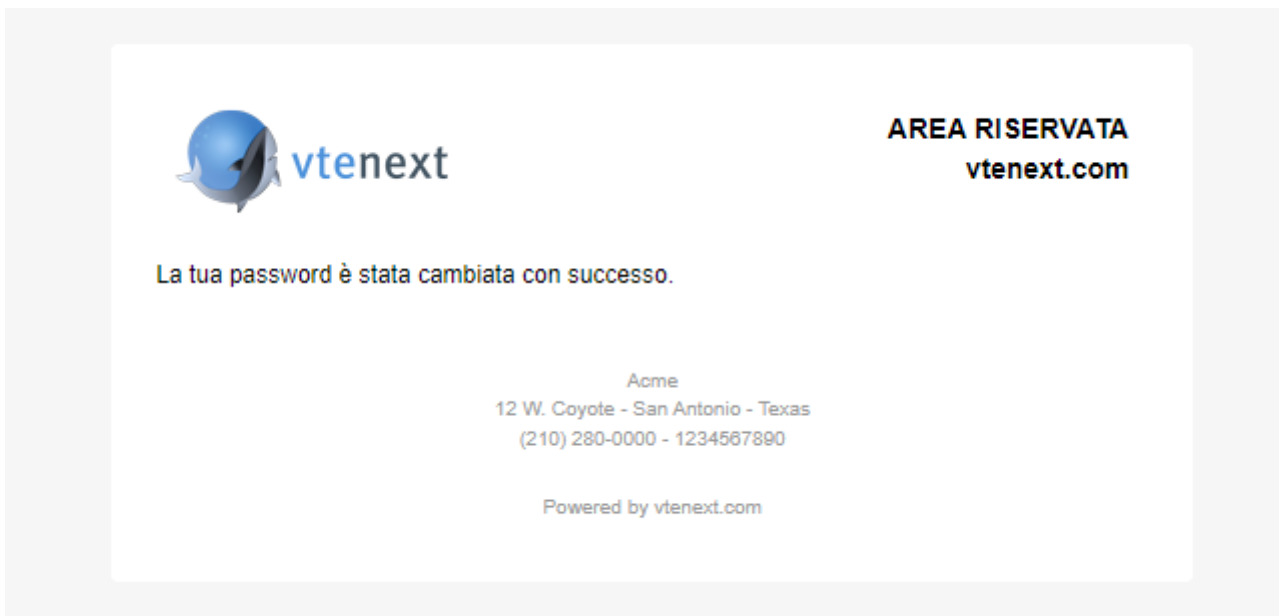 vtenext
AREA RISERVATA
vtenext.com
La tua password è stata cambiata con successo.
Acme
12 W. Coyote - San Antonio - Texas
(210) 280-0000 - 1234567890
Powered by vtenext.com